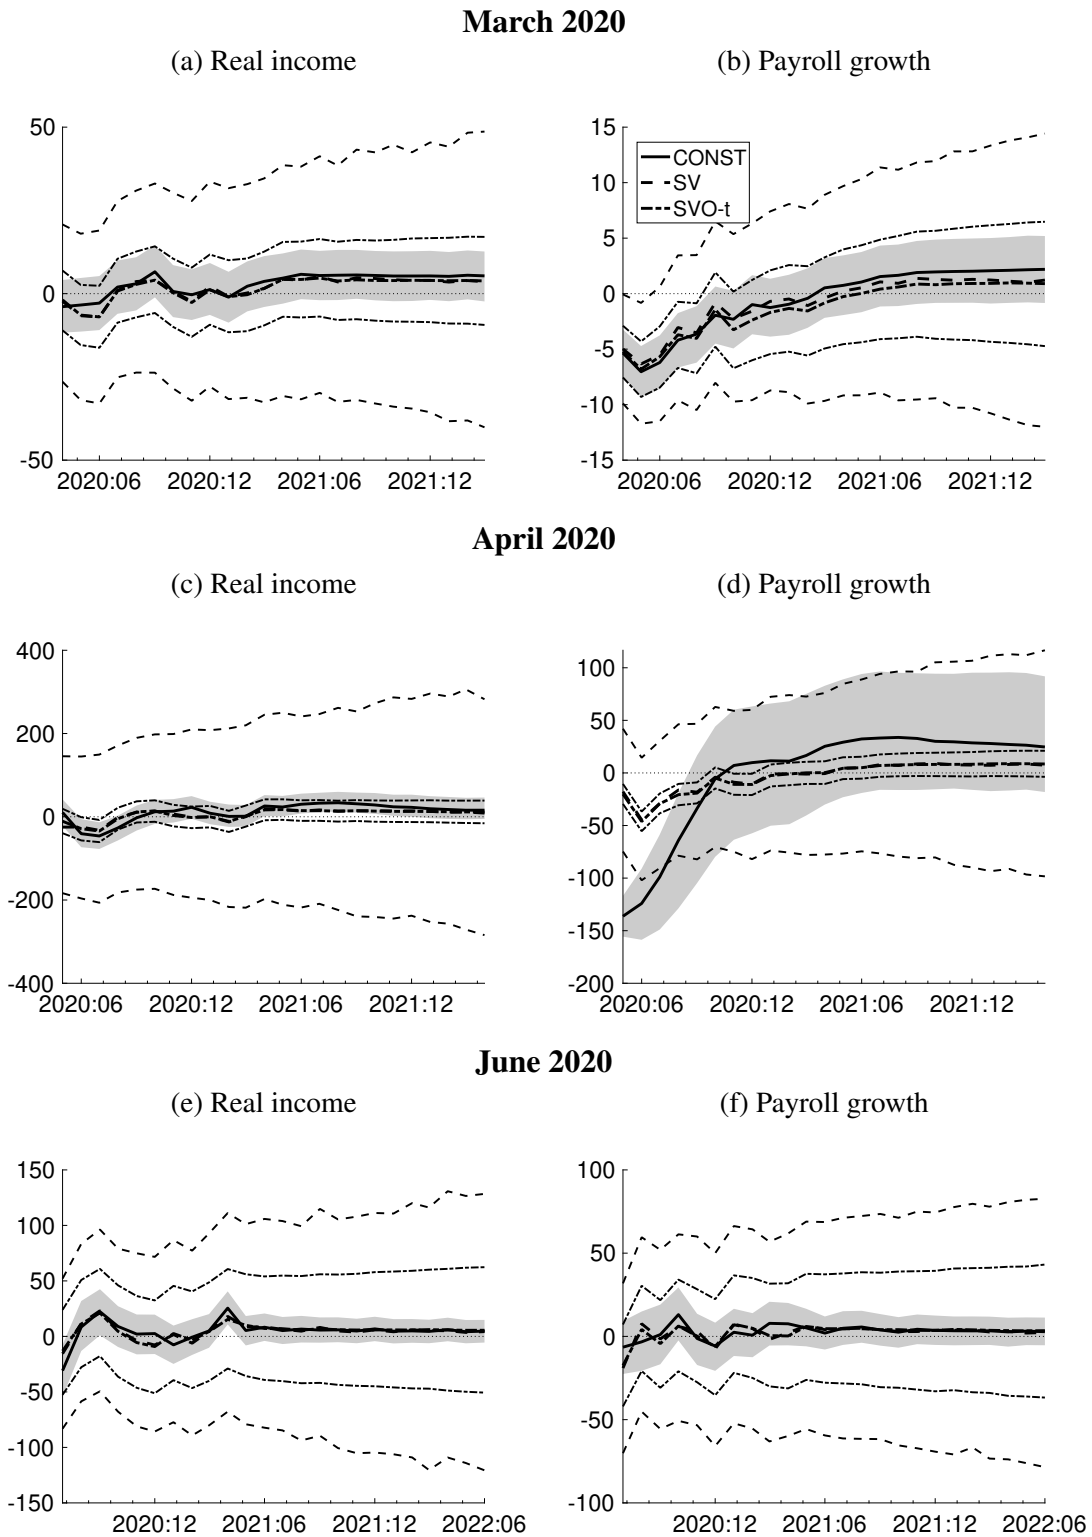 March 2020
(a) Real income
(b) Payroll growth
50
0
-50
2020:06 2020:12 2021:06 2021:12
15
10
5
0
-5
-10
-15
CONST
SV
SVO-t
2020:06 2020:12 2021:06 2021:12
April 2020
(c) Real income
(d) Payroll growth
400
200
0
-200
-400
2020:06 2020:12 2021:06 2021:12
100
50
0
-50
-100
-150
-200
2020:06 2020:12 2021:06 2021:12
June 2020
(e) Real income
(f) Payroll growth
150
100
50
0
-50
-100
-150
2020:12 2021:06 2021:12 2022:06
100
50
0
-50
-100
2020:12 2021:06 2021:12 2022:06